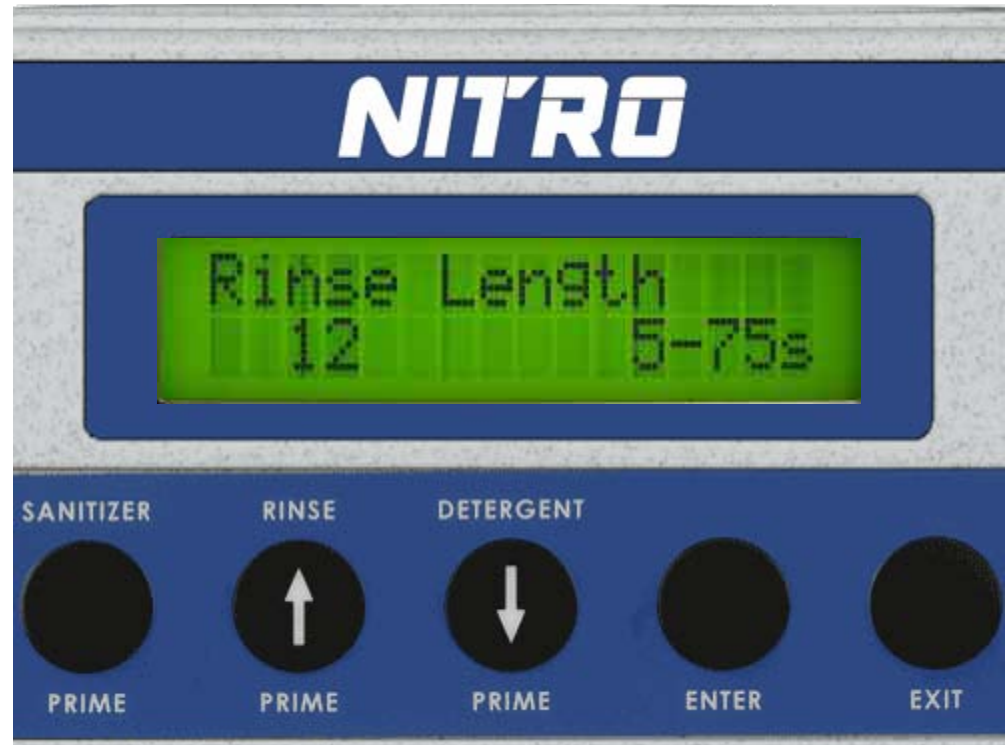 NITRO
Rinse Length
12 5-75s
SANITIZER RINSE DETERGENT
PRIME PRIME PRIME ENTER EXIT